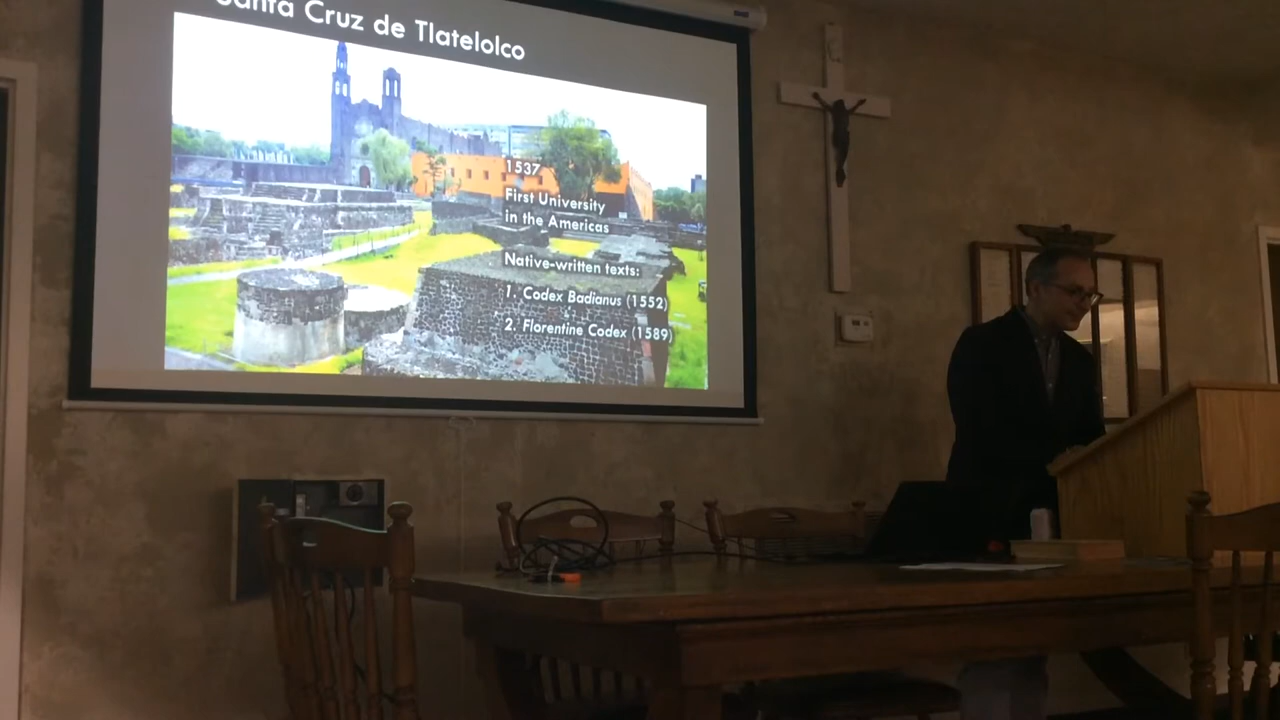 Santa Cruz de Tlatelolco
1537
First University
in the Americas
Native-written texts:
1. Codex Badianus (1552)
2. Florentine Codex (1589)